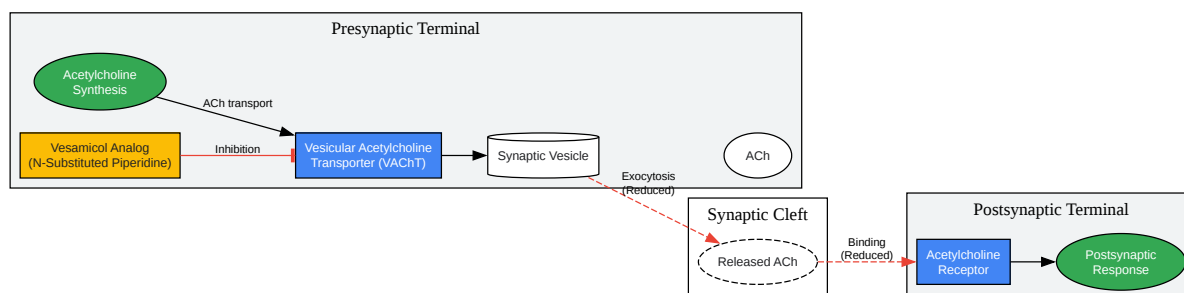 Presynaptic Terminal
Acetylcholine
Synthesis
ACh transport
Vesamicol Analog
(N-Substituted Piperidine)
Inhibition
Vesicular Acetylcholine
Transporter (VAChT)
Synaptic Vesicle
ACh
Exocytosis
(Reduced)
Synaptic Cleft
Released ACh
Binding
(Reduced)
Postsynaptic Terminal
Acetylcholine
Receptor
Postsynaptic
Response